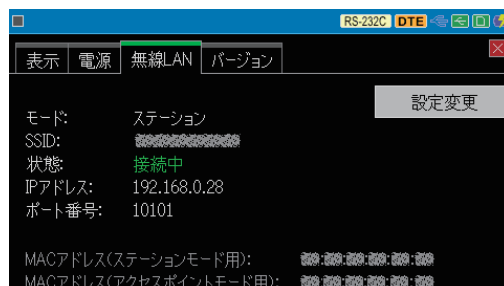 RS-232C DTE
表示 電源 無線LAN バージョン
設定変更
モード: ステーション
SSID:
状態: 接続中
IPアドレス: 192.168.0.28
ポート番号: 10101
MACアドレス(ステーションモード用):
MACアドレス(アクセスポイントモード用):